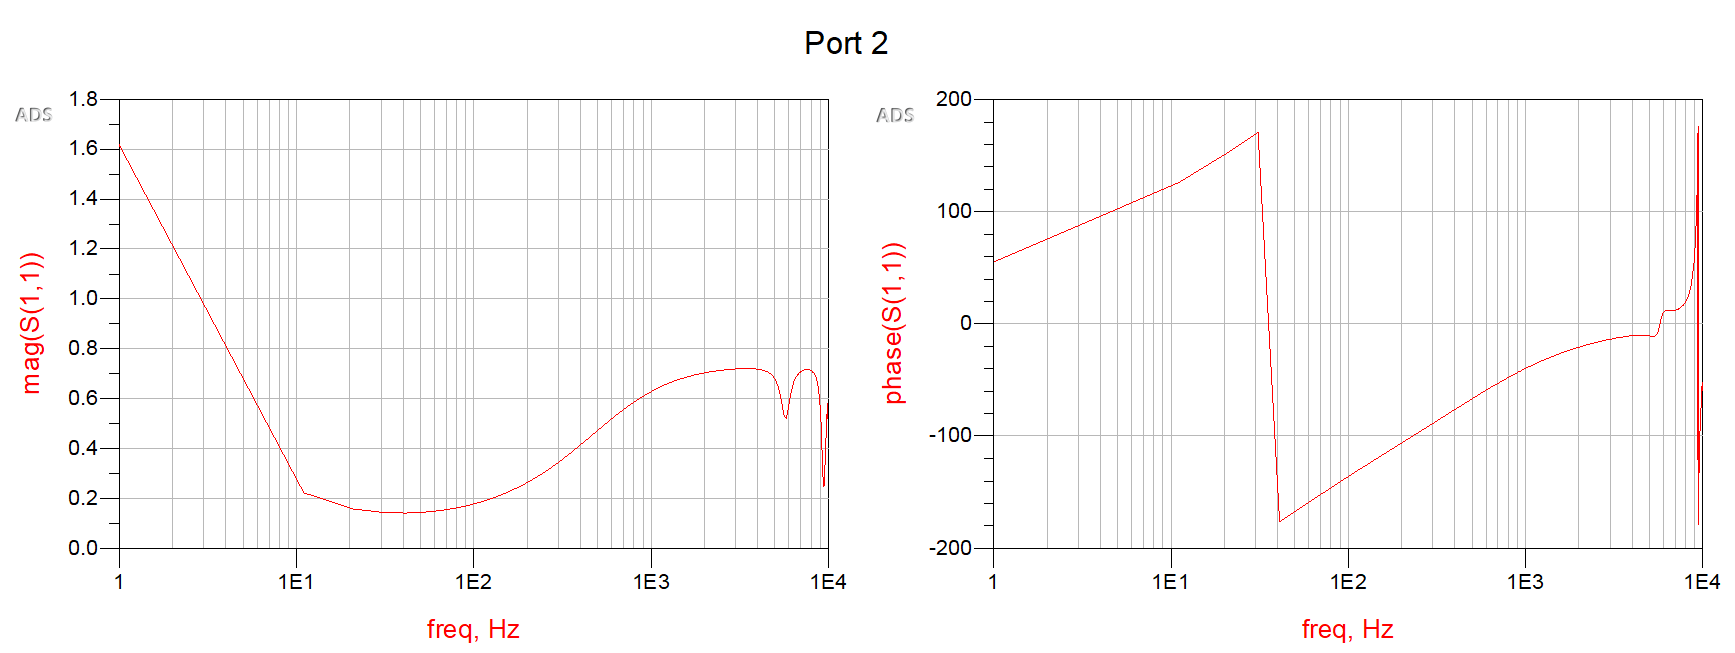 Port 2
ADS
1.8
1.6
1.4
1.2
1.0
0.8
0.6
0.4
0.2
0.0
mag(S(1,1))
1 1E1 1E2 1E3 1E4
freq, Hz
ADS
200
100
0
-100
-200
phase(S(1,1))
1 1E1 1E2 1E3 1E4
freq, Hz